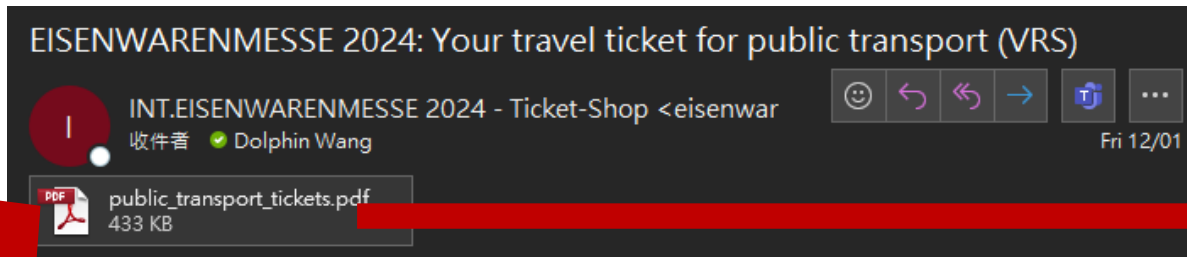 EISENWARENMESSE 2024: Your travel ticket for public transport (VRS)
I
INT.EISENWARENMESSE 2024 - Ticket-Shop <eisenwar
收件者 Dolphin Wang
Fri 12/01
PDF
public_transport_tickets.pdf
433 KB